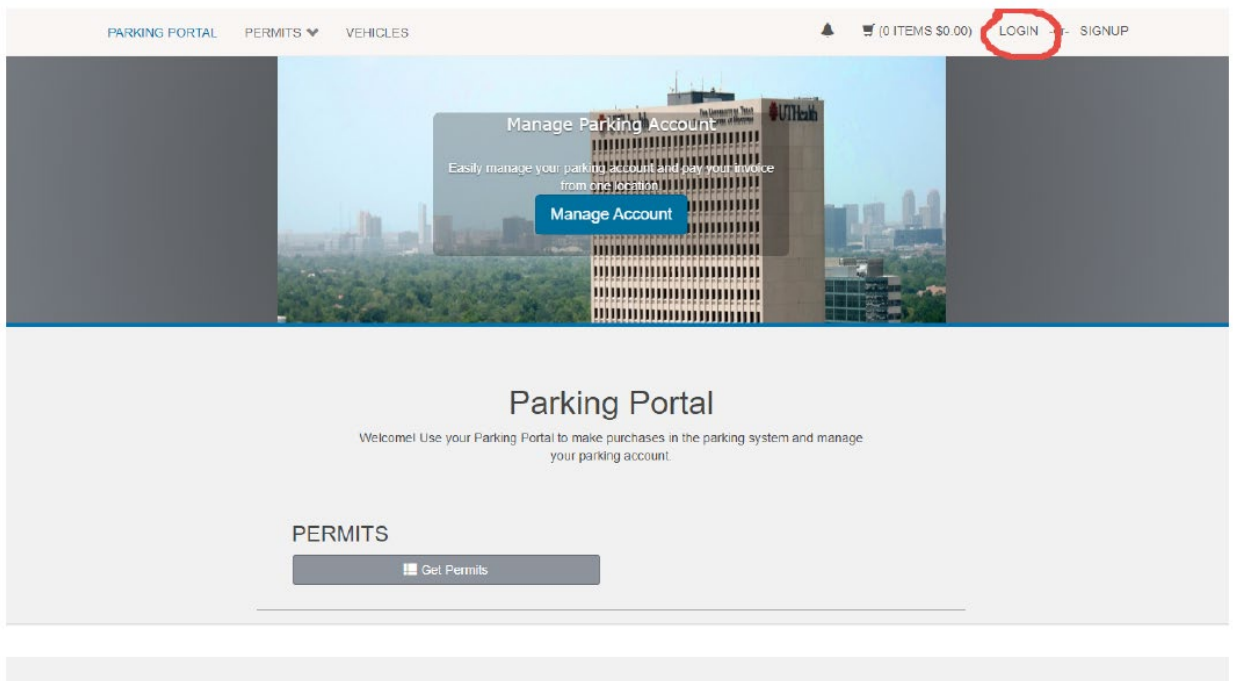 PARKING PORTAL PERMITS VEHICLES (0 ITEMS $0.00) LOGIN SIGNUP
UTHealth
Manage Parking Account
Easily manage your parking account and pay your invoice
from one location
Manage Account
Parking Portal
Welcome! Use your Parking Portal to make purchases in the parking system and manage
your parking account.
PERMITS
Get Permits